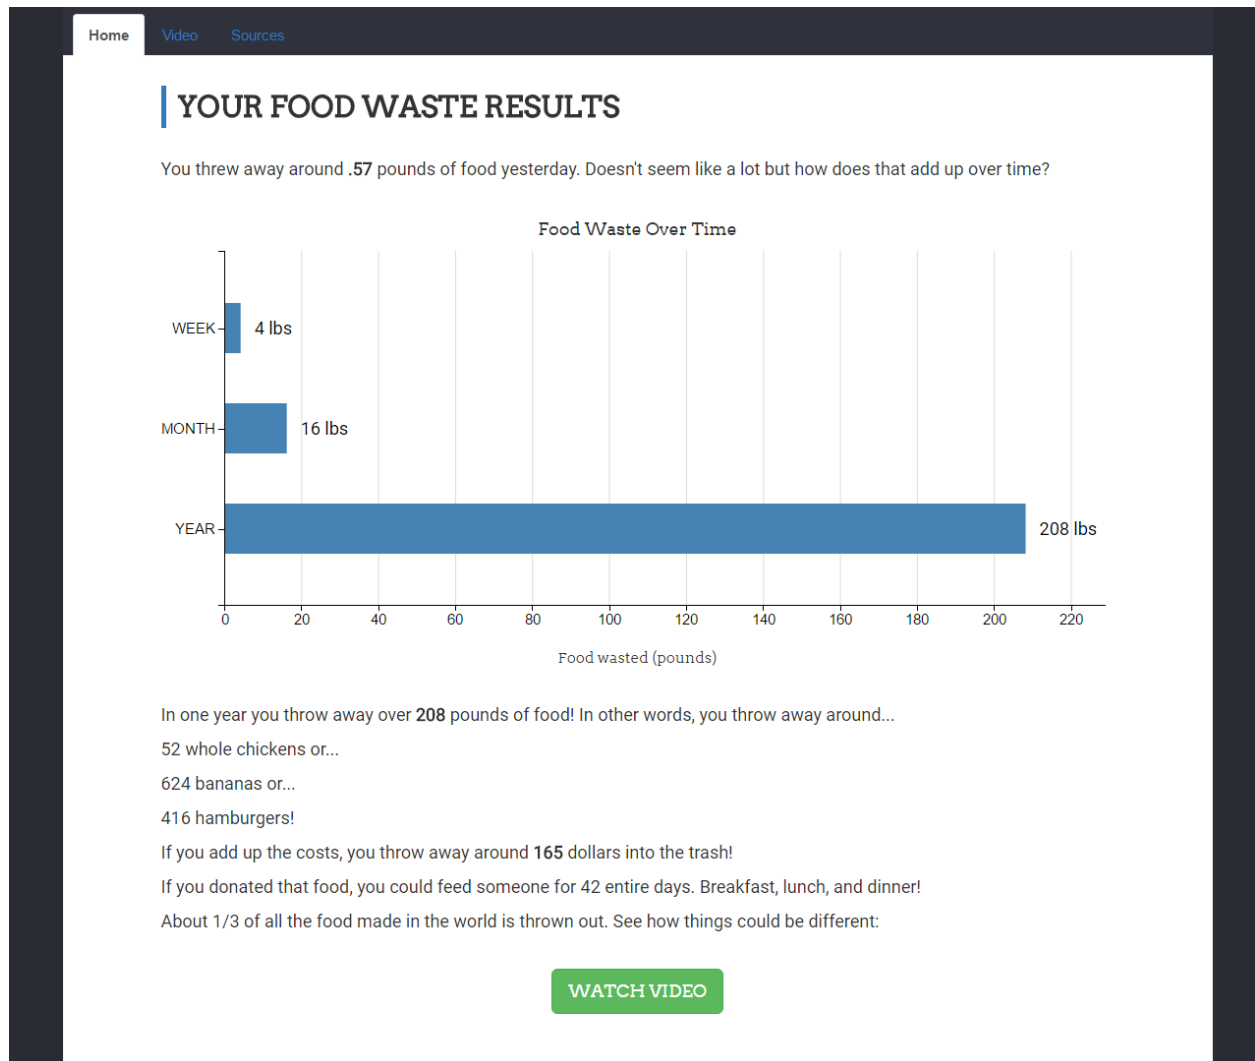 Home Video Sources
YOUR FOOD WASTE RESULTS
You threw away around .57 pounds of food yesterday. Doesn't seem like a lot but how does that add up over time?
Food Waste Over Time
WEEK 4 lbs
MONTH 16 lbs
YEAR 208 lbs
0 20 40 60 80 100 120 140 160 180 200 220
Food wasted (pounds)
In one year you throw away over 208 pounds of food! In other words, you throw away around...
52 whole chickens or...
624 bananas or...
416 hamburgers!
If you add up the costs, you throw away around 165 dollars into the trash!
If you donated that food, you could feed someone for 42 entire days. Breakfast, lunch, and dinner!
About 1/3 of all the food made in the world is thrown out. See how things could be different:
WATCH VIDEO